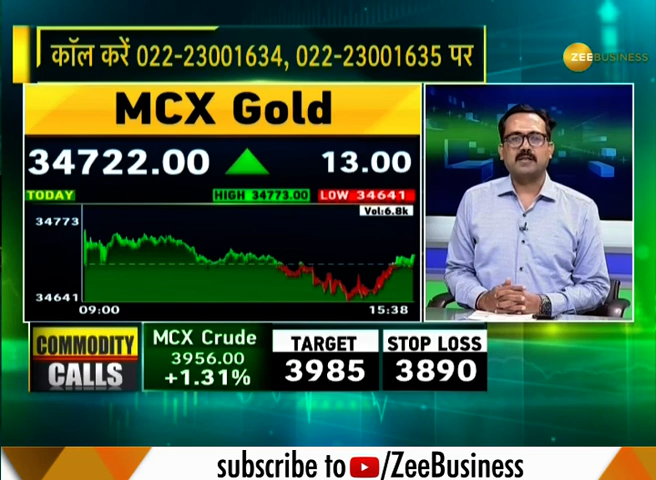 कॉल करें 022-23001634, 022-23001635 पर
ZEEBUSINESS
MCX Gold
34722.00 13.00
TODAY HIGH 34773.00 LOW 34641
Vol:6.8k
34773
34641
09:00 15:38
COMMODITY CALLS
MCX Crude
3956.00
+1.31%
TARGET
3985
STOP LOSS
3890
subscribe to /ZeeBusiness